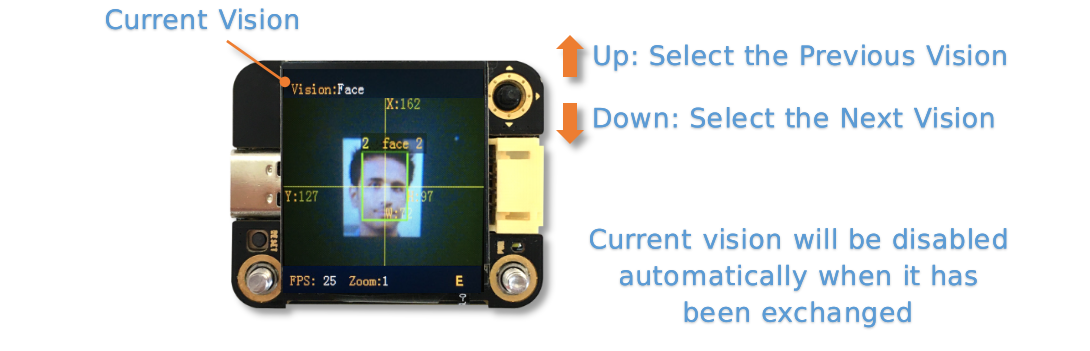 Current Vision
Up: Select the Previous Vision
Vision:Face
X:162
Down: Select the Next Vision
2 face 2
Y:127
97
RESET
Current vision will be disabled
automatically when it has
been exchanged
FPS: 25 Zoom:1
E